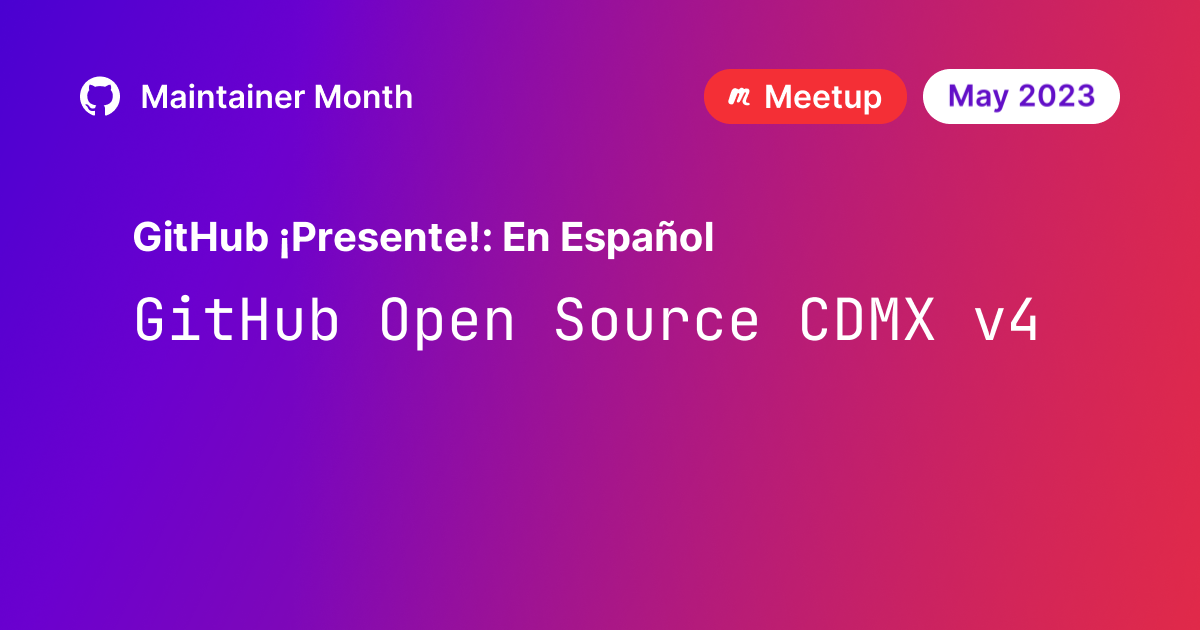 Maintainer Month
Meetup
May 2023
GitHub ¡Presente!: En Español
GitHub Open Source CDMX v4